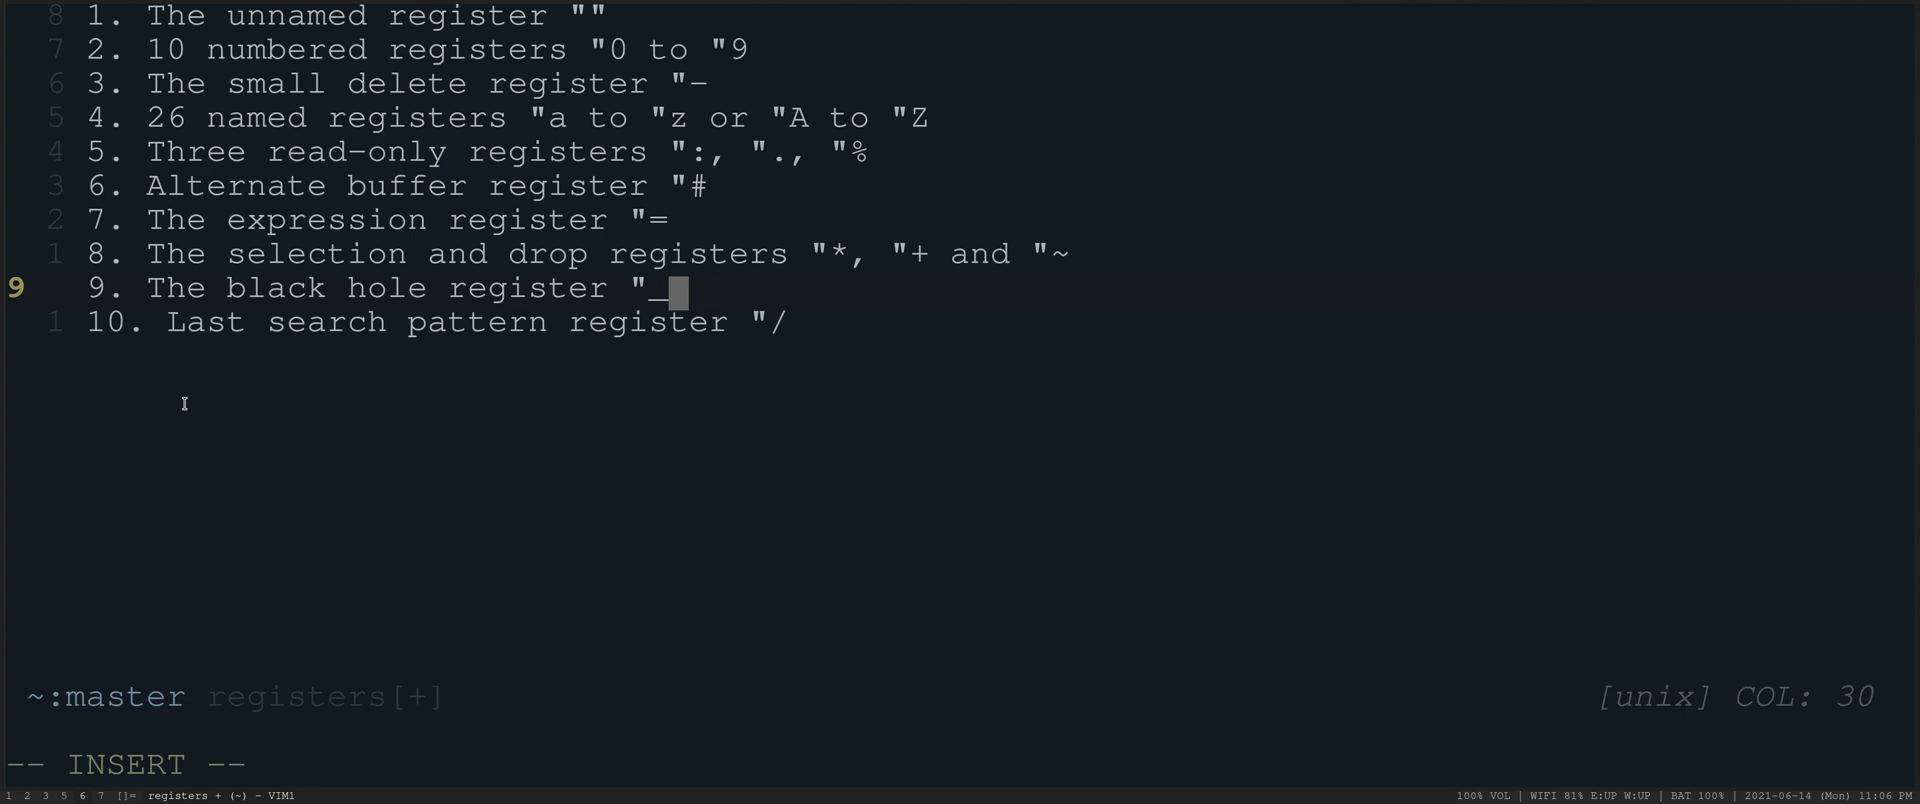 8 1. The unnamed register ""
7 2. 10 numbered registers "0 to "9
6 3. The small delete register "-
5 4. 26 named registers "a to "z or "A to "Z
4 5. Three read-only registers ":, "., "%
3 6. Alternate buffer register "#
2 7. The expression register "=
1 8. The selection and drop registers "*, "+ and "~
9 9. The black hole register "_
1 10. Last search pattern register "/
~:master registers[+] [unix] COL: 30
-- INSERT --
1 2 3 5 6 7 []= registers + (~) - VIM1 100% VOL | WIFI 81% E:UP W:UP | BAT 100% | 2021-06-14 (Mon) 11:06 PM